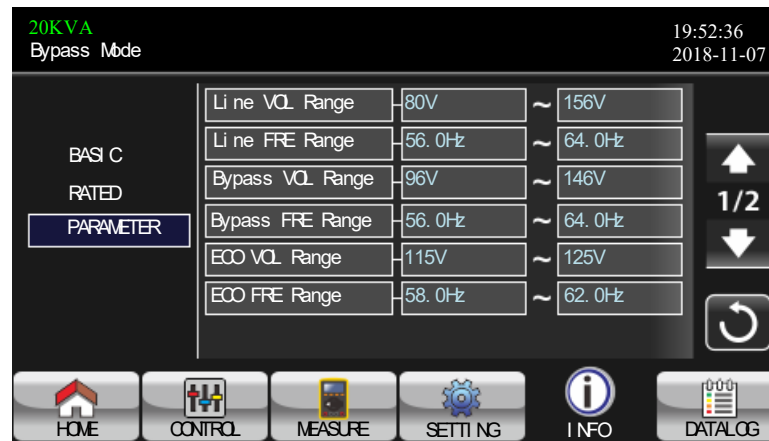 20KVA
19:52:36
Bypass Mode
2018-11-07
BASIC
RATED
PARAMETER
Line VOL Range 80V ~ 156V
Line FRE Range 56.0Hz ~ 64.0Hz
Bypass VOL Range 96V ~ 146V
Bypass FRE Range 56.0Hz ~ 64.0Hz
ECO VOL Range 115V ~ 125V
ECO FRE Range 58.0Hz ~ 62.0Hz
1/2
HOME CONTROL MEASURE SETTING INFO DATALOG